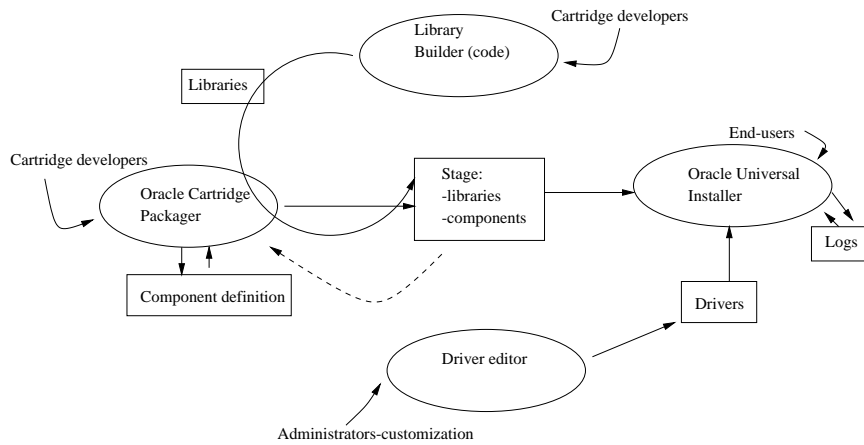 Cartridge developers
Library
Builder (code)
Libraries
End-users
Cartridge developers
Oracle Cartridge
Packager
Stage:
-libraries
-components
Oracle Universal
Installer
Logs
Component definition
Drivers
Driver editor
Administrators-customization